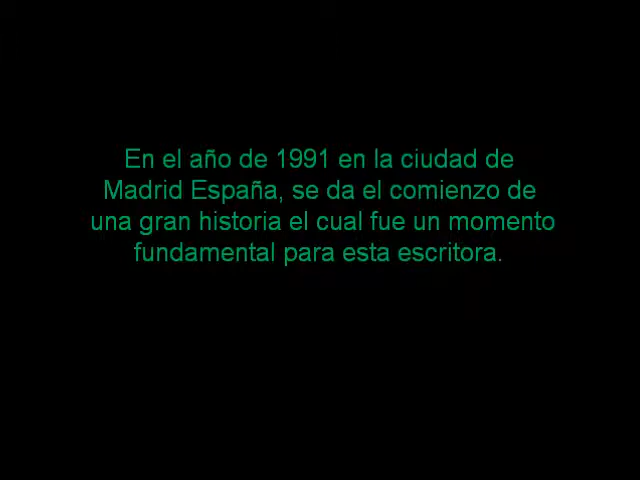 En el año de 1991 en la ciudad de
Madrid España, se da el comienzo de
una gran historia el cual fue un momento
fundamental para esta escritora.